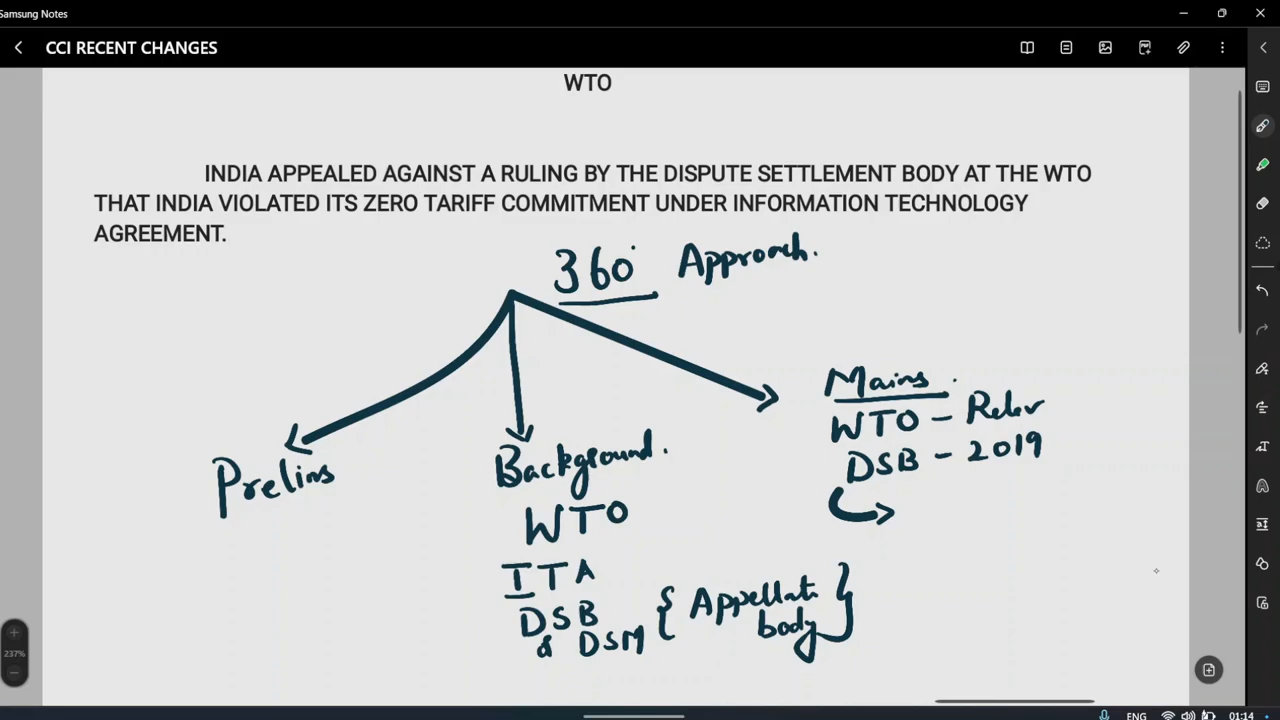 Samsung Notes
CCI RECENT CHANGES
WTO
INDIA APPEALED AGAINST A RULING BY THE DISPUTE SETTLEMENT BODY AT THE WTO
THAT INDIA VIOLATED ITS ZERO TARIFF COMMITMENT UNDER INFORMATION TECHNOLOGY
AGREEMENT.
360° Approach.
Prelims
Background.
WTO
ITA
DSB
& DSM { Appellate
body }
Mains.
WTO - Relev
DSB - 2019
237%
ENG 01:14